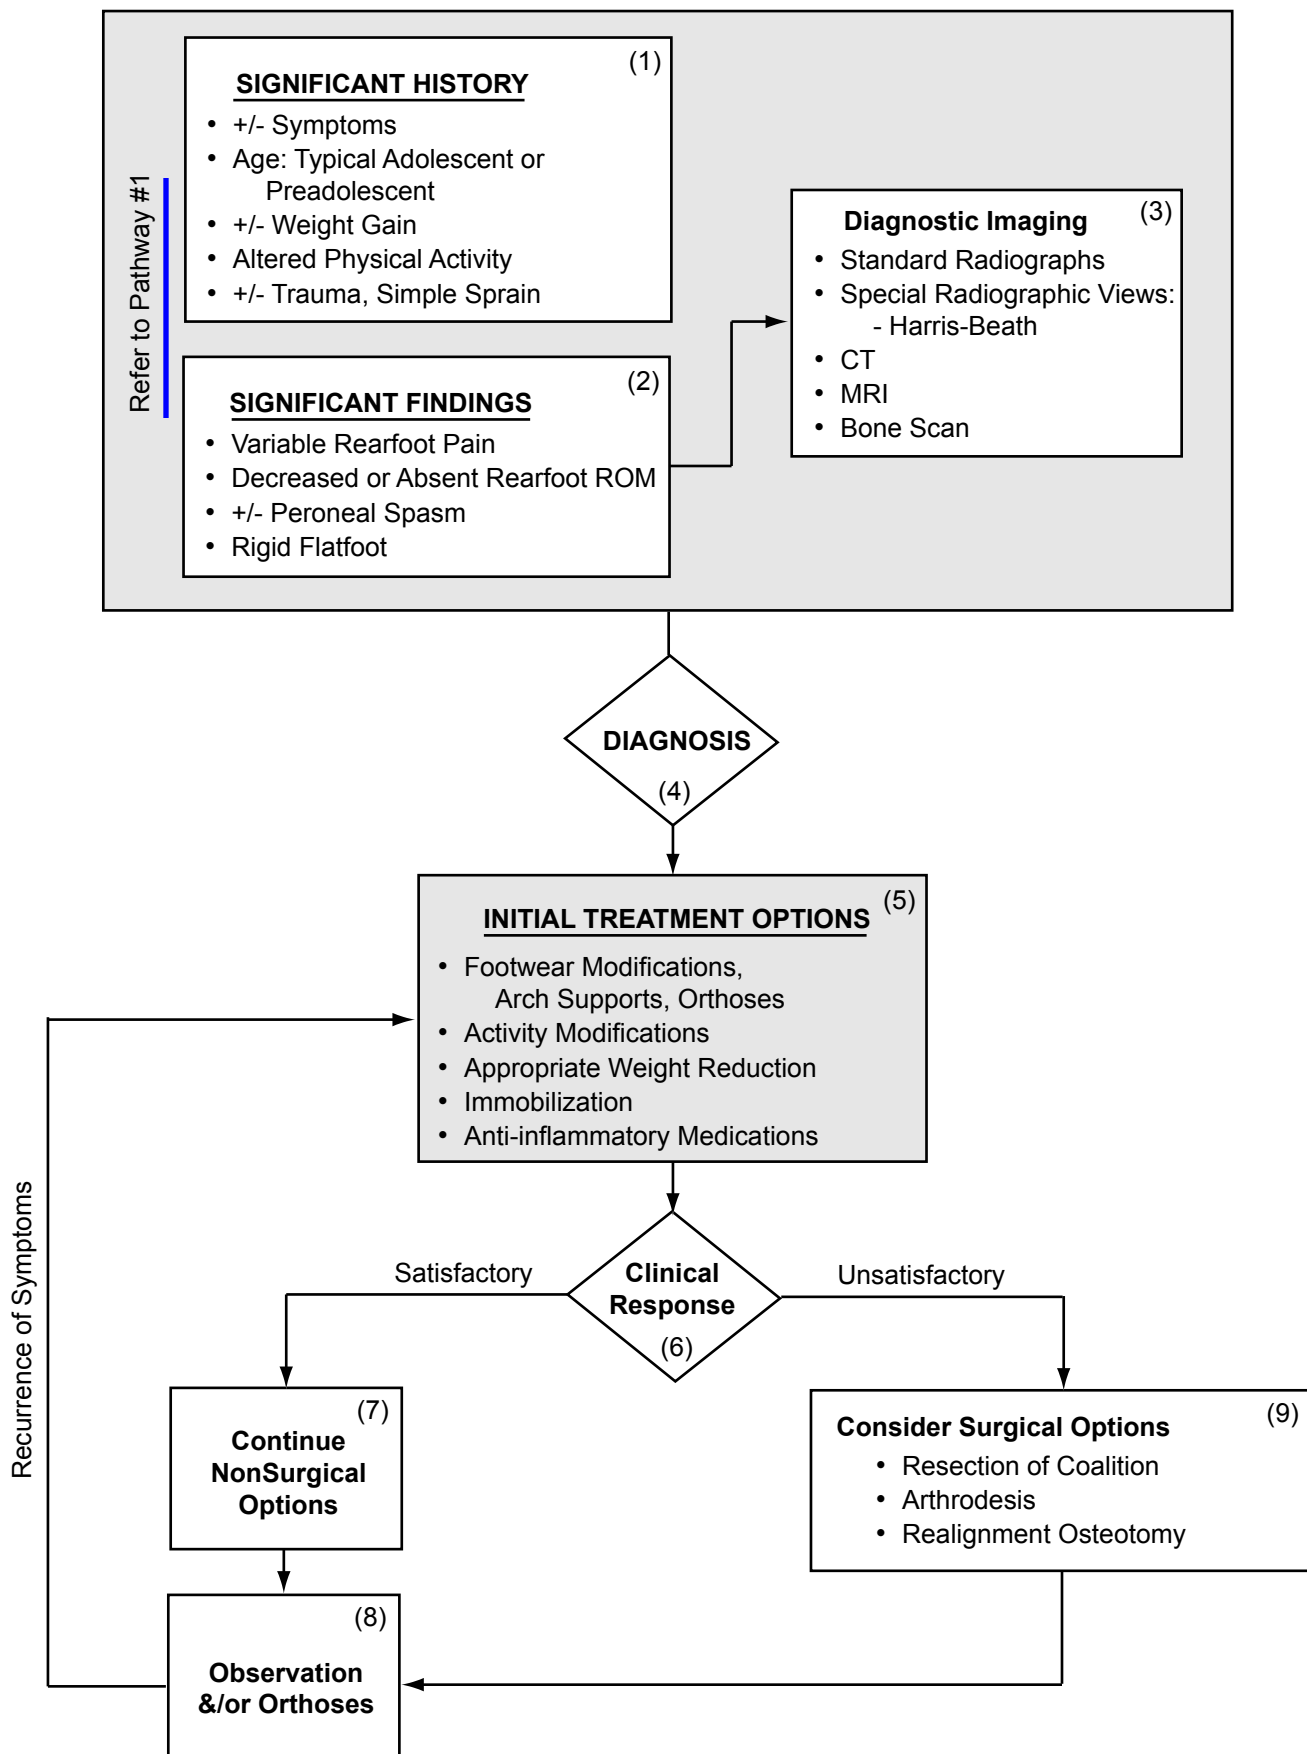 Refer to Pathway #1
(1)
SIGNIFICANT HISTORY
• +/- Symptoms
• Age: Typical Adolescent or
Preadolescent
• +/- Weight Gain
• Altered Physical Activity
• +/- Trauma, Simple Sprain
(2)
SIGNIFICANT FINDINGS
• Variable Rearfoot Pain
• Decreased or Absent Rearfoot ROM
• +/- Peroneal Spasm
• Rigid Flatfoot
(3)
Diagnostic Imaging
• Standard Radiographs
• Special Radiographic Views:
- Harris-Beath
• CT
• MRI
• Bone Scan
DIAGNOSIS
(4)
(5)
INITIAL TREATMENT OPTIONS
• Footwear Modifications,
Arch Supports, Orthoses
• Activity Modifications
• Appropriate Weight Reduction
• Immobilization
• Anti-inflammatory Medications
Recurrence of Symptoms
Satisfactory
Clinical
Response
(6)
Unsatisfactory
(7)
Continue
NonSurgical
Options
(9)
Consider Surgical Options
• Resection of Coalition
• Arthrodesis
• Realignment Osteotomy
(8)
Observation
&/or Orthoses